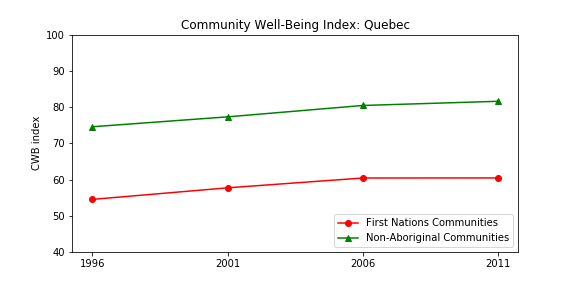 Community Well-Being Index: Quebec
100
90
80
70
60
50
40
CWB index
1996
2001
2006
2011
First Nations Communities
Non-Aboriginal Communities